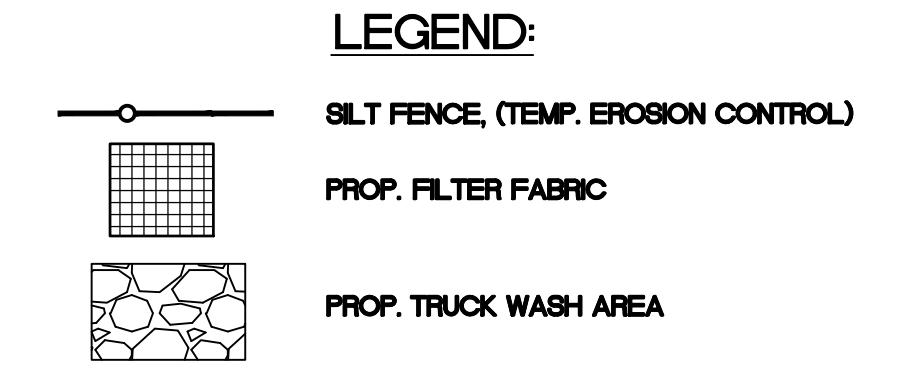 LEGEND:
SILT FENCE, (TEMP. EROSION CONTROL)
PROP. FILTER FABRIC
PROP. TRUCK WASH AREA